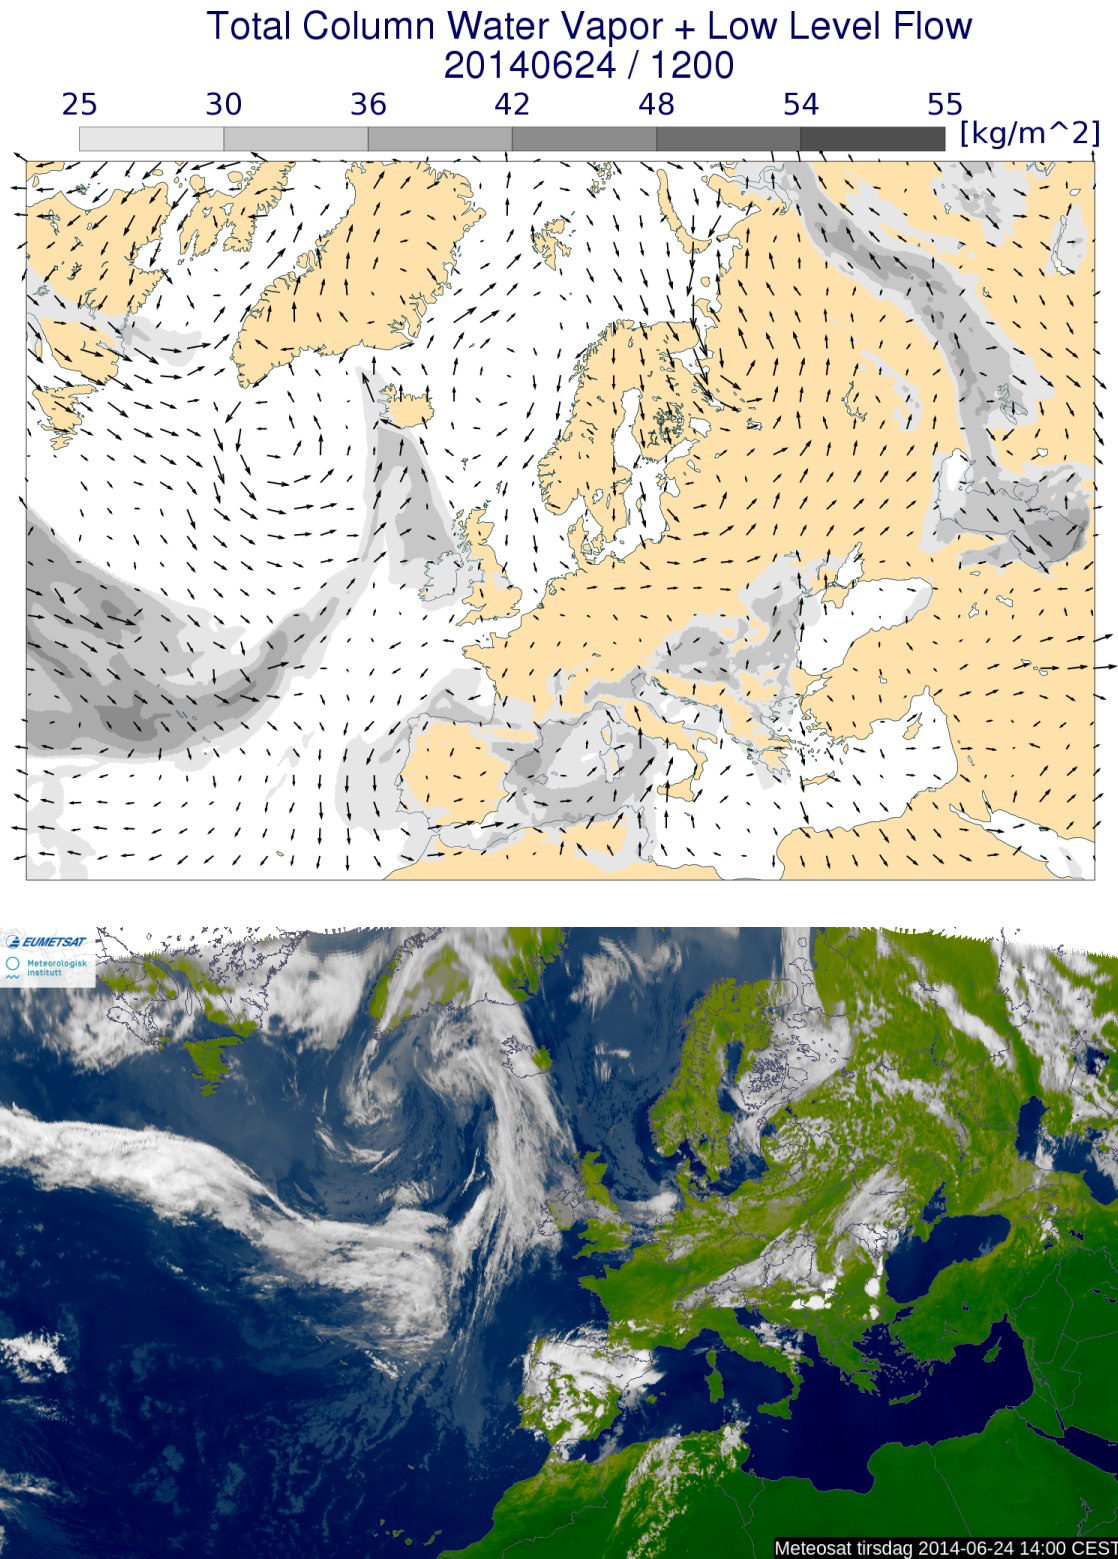 Total Column Water Vapor + Low Level Flow
20140624 / 1200
25 30 36 42 48 54 55
[kg/m^2]
EUMETSAT
Meteorologisk
institutt
Meteosat tirsdag 2014-06-24 14:00 CEST